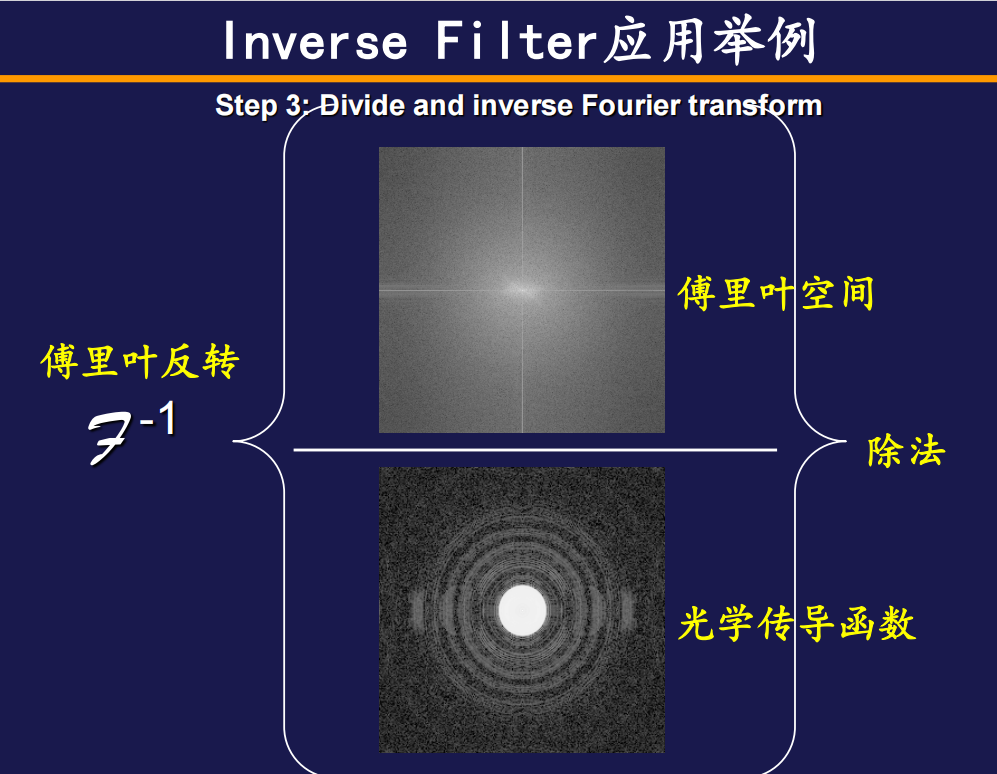 Inverse Filter应用举例
Step 3: Divide and inverse Fourier transform
傅里叶空间
傅里叶反转
ℱ-1
除法
光学传导函数